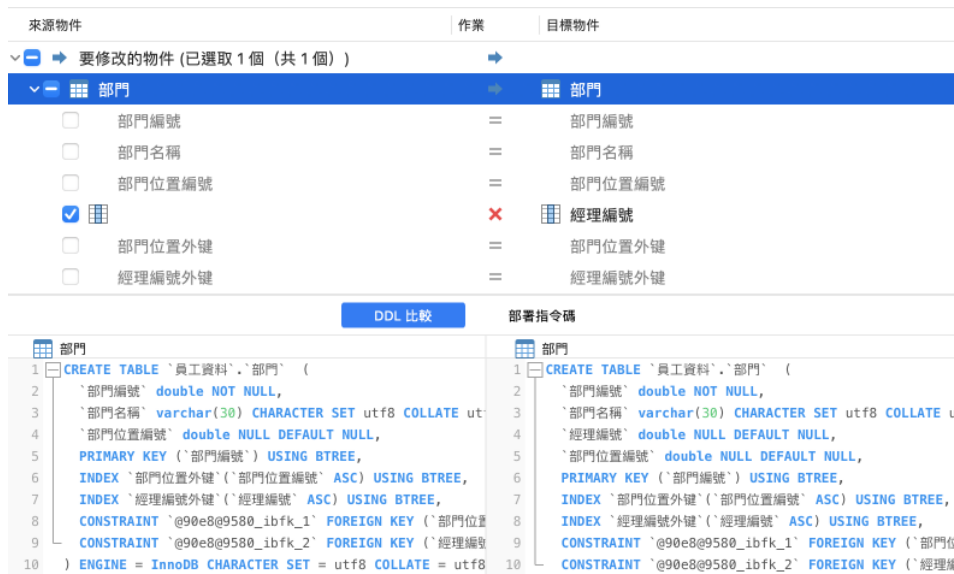 來源物件 作業 目標物件
要修改的物件 (已選取 1 個（共 1 個）)
部門 部門
部門編號 = 部門編號
部門名稱 = 部門名稱
部門位置編號 = 部門位置編號
經理編號
部門位置外键 = 部門位置外键
經理編號外键 = 經理編號外键
DDL 比較 部署指令碼
部門 部門
1 CREATE TABLE `員工資料`.`部門` (
2 `部門編號` double NOT NULL,
3 `部門名稱` varchar(30) CHARACTER SET utf8 COLLATE ut
4 `部門位置編號` double NULL DEFAULT NULL,
5 PRIMARY KEY (`部門編號`) USING BTREE,
6 INDEX `部門位置外键`(`部門位置編號` ASC) USING BTREE,
7 INDEX `經理編號外键`(`經理編號` ASC) USING BTREE,
8 CONSTRAINT `@90e8@9580_ibfk_1` FOREIGN KEY (`部門位置
9 CONSTRAINT `@90e8@9580_ibfk_2` FOREIGN KEY (`經理編號
10 ) ENGINE = InnoDB CHARACTER SET = utf8 COLLATE = utf8
1 CREATE TABLE `員工資料`.`部門` (
2 `部門編號` double NOT NULL,
3 `部門名稱` varchar(30) CHARACTER SET utf8 COLLATE u
4 `經理編號` double NULL DEFAULT NULL,
5 `部門位置編號` double NULL DEFAULT NULL,
6 PRIMARY KEY (`部門編號`) USING BTREE,
7 INDEX `部門位置外键`(`部門位置編號` ASC) USING BTREE,
8 INDEX `經理編號外键`(`經理編號` ASC) USING BTREE,
9 CONSTRAINT `@90e8@9580_ibfk_1` FOREIGN KEY (`部門位
10 CONSTRAINT `@90e8@9580_ibfk_2` FOREIGN KEY (`經理編